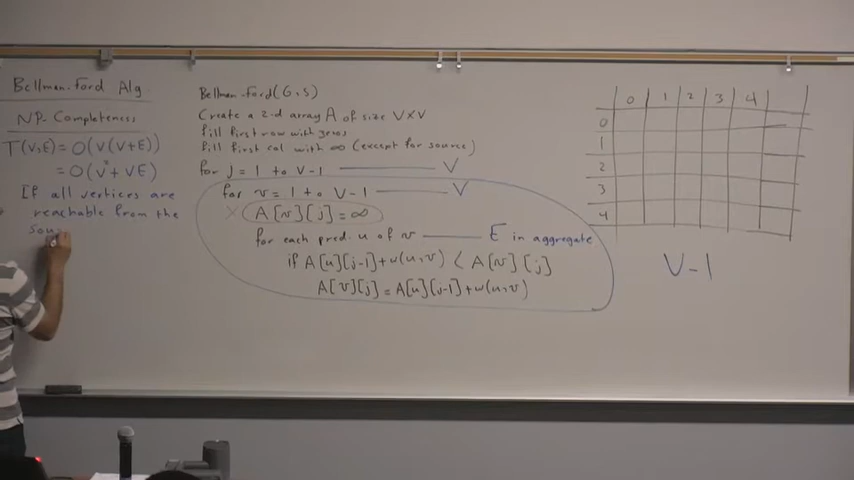 Bellman-Ford Alg
NP-Completeness
T(V,E) = O(V(V+E))
= O(V²+VE)
If all vertices are
reachable from the
sou
Bellman-Ford(G,S)
Create a 2-d array A of size V×V
fill first row with zeros
fill first col with ∞ (except for source)
for j = 1 to V-1 V
for v = 1 to V-1 V
A[v][j] = ∞
for each pred. u of v E in aggregate
if A[u][j-1]+w(u,v) < A[v][j]
A[v][j] = A[u][j-1]+w(u,v)
0 1 2 3 4
0
1
2
3
4
V-1